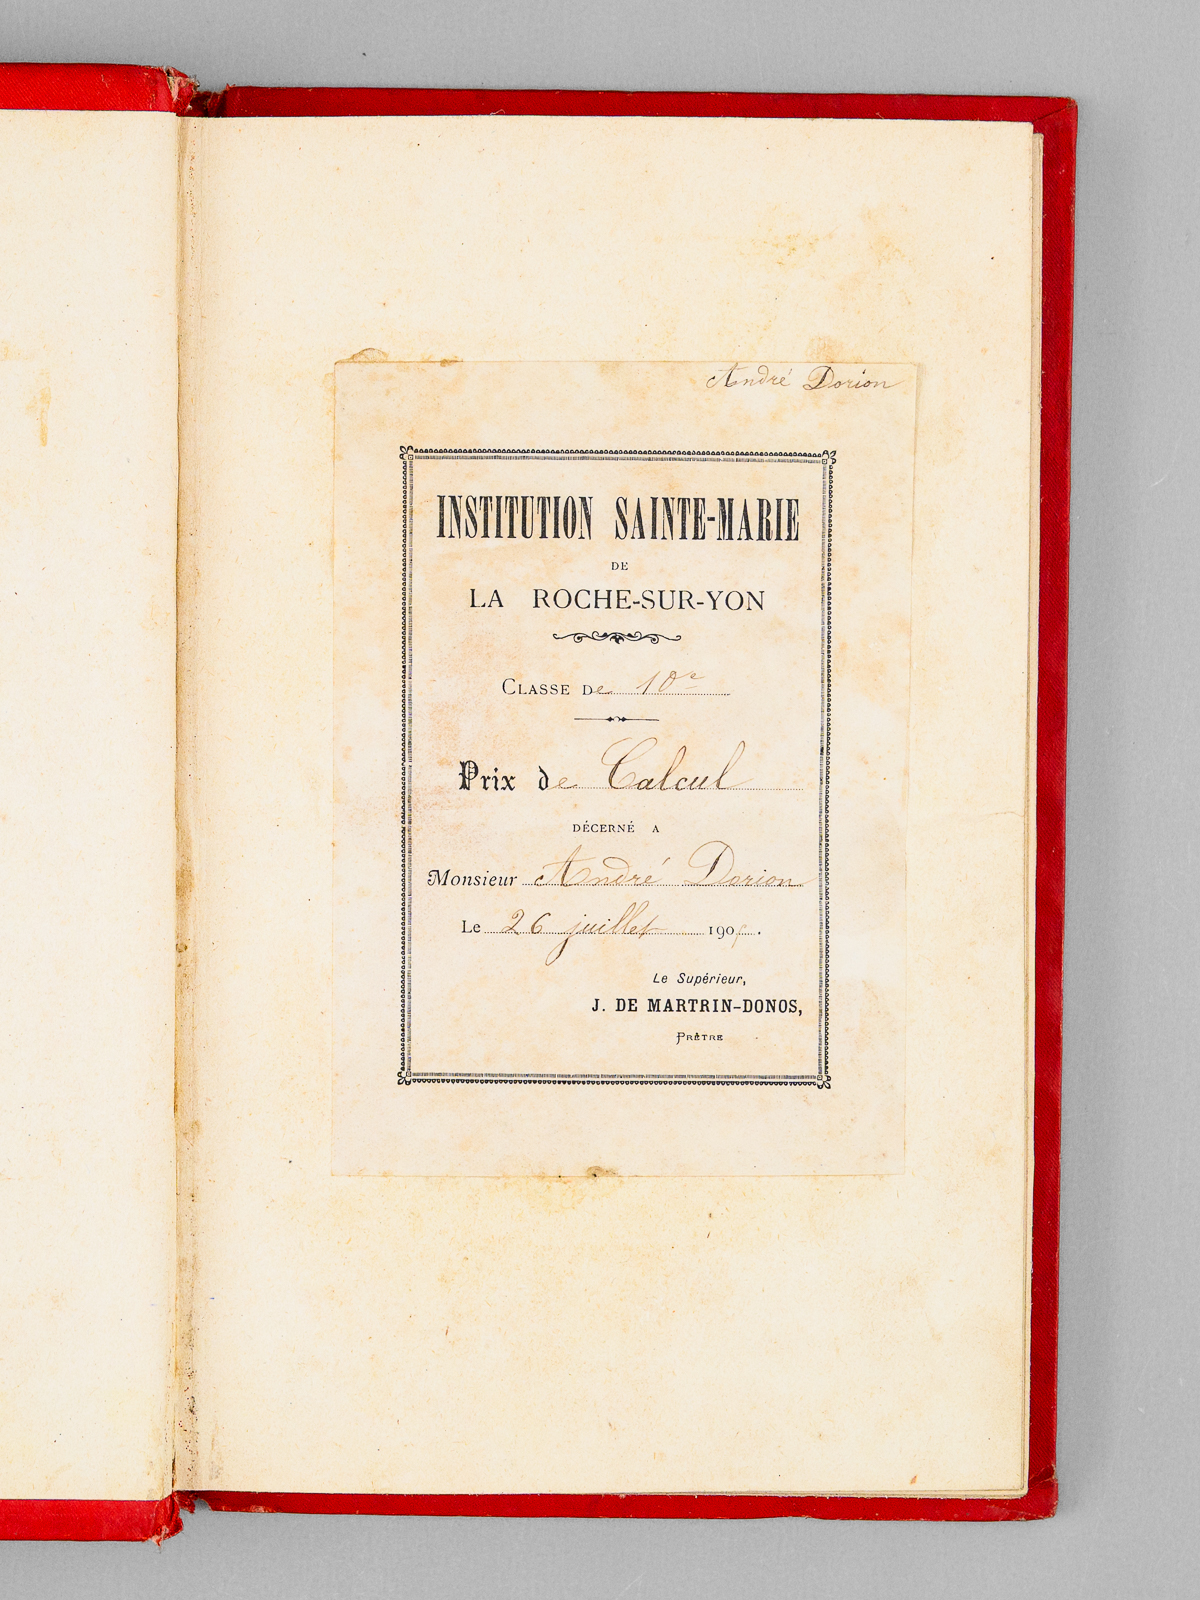 André Dorion
INSTITUTION SAINTE-MARIE
DE
LA ROCHE-SUR-YON
CLASSE De 10e
Prix de Calcul
DÉCERNÉ A
Monsieur André Dorion
Le 26 juillet 190 .
Le Supérieur,
J. DE MARTRIN-DONOS,
PRÊTRE